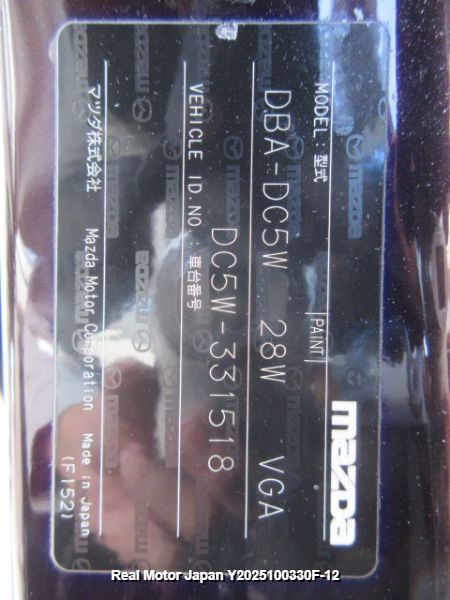 MODEL:型式 PAINT mazda
DBA-DC5W 28W VGA
VEHICLE ID.NO.:車台番号
DC5W-331518
マツダ株式会社 Mazda Motor Corporation Made in Japan
(F152)
Real Motor Japan Y2025100330F-12